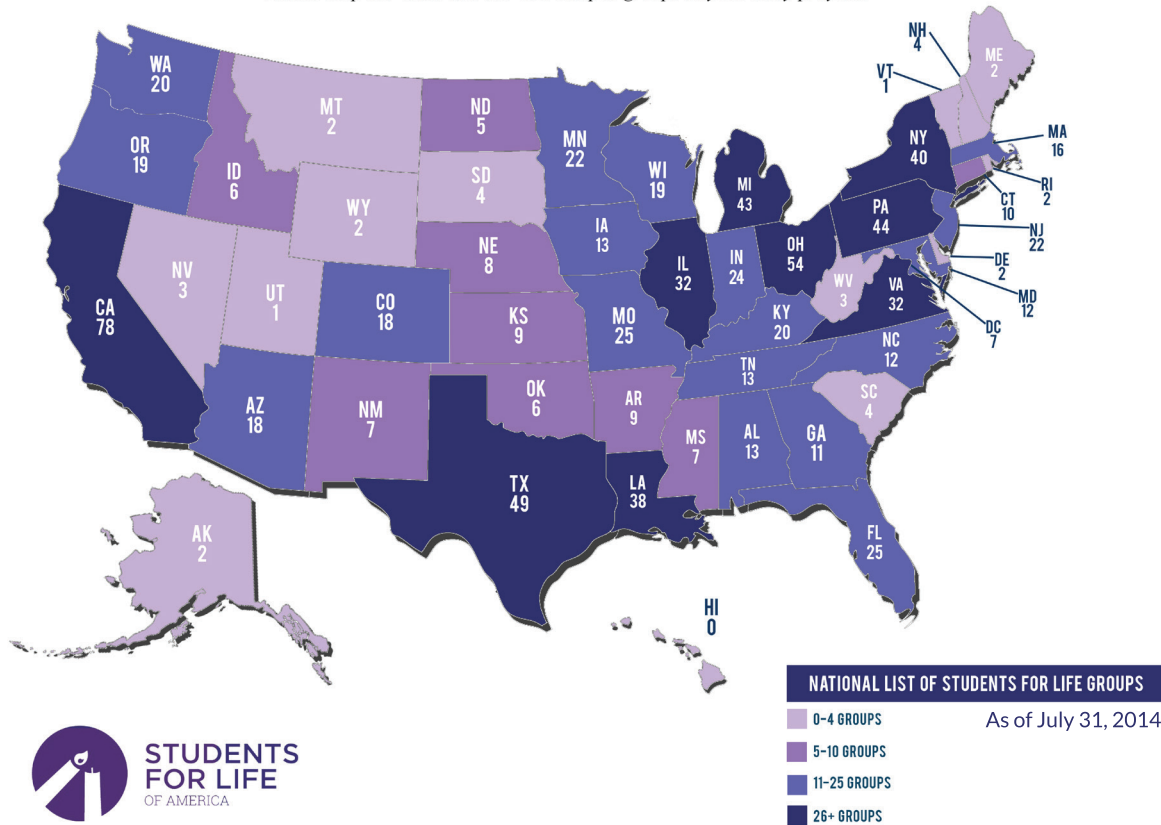 WA
20
OR
19
CA
78
ID
6
NV
3
MT
2
WY
2
UT
1
AZ
18
CO
18
NM
7
ND
5
SD
4
NE
8
KS
9
OK
6
TX
49
MN
22
IA
13
MO
25
AR
9
LA
38
WI
19
IL
32
MS
7
MI
43
IN
24
KY
20
TN
13
AL
13
OH
54
WV
3
GA
11
FL
25
SC
4
NC
12
VA
32
PA
44
NY
40
VT
1
NH
4
ME
2
MA
16
RI
2
CT
10
NJ
22
DE
2
MD
12
DC
7
AK
2
HI
0
NATIONAL LIST OF STUDENTS FOR LIFE GROUPS
As of July 31, 2014
0-4 GROUPS
5-10 GROUPS
11-25 GROUPS
26+ GROUPS
STUDENTS
FOR LIFE
OF AMERICA